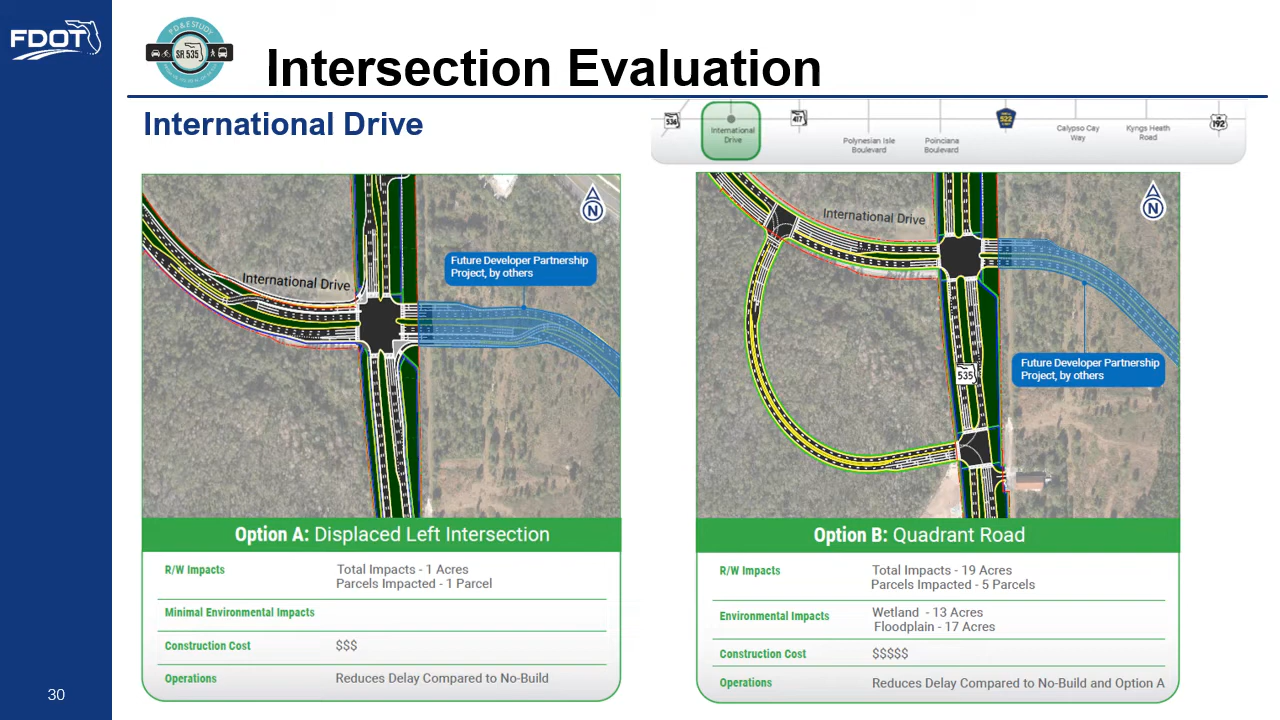 FDOT
PD&E STUDY
SR 535
Intersection Evaluation
International Drive
536
International
Drive
417
Polynesian Isle
Boulevard
Poinciana
Boulevard
522
Calypso Cay
Way
Kyngs Heath
Road
192
International Drive
N
Future Developer Partnership
Project, by others
Option A: Displaced Left Intersection
R/W Impacts
Total Impacts - 1 Acres
Parcels Impacted - 1 Parcel
Minimal Environmental Impacts
Construction Cost
$$$
Operations
Reduces Delay Compared to No-Build
International Drive
N
Future Developer Partnership
Project, by others
535
Option B: Quadrant Road
R/W Impacts
Total Impacts - 19 Acres
Parcels Impacted - 5 Parcels
Environmental Impacts
Wetland - 13 Acres
Floodplain - 17 Acres
Construction Cost
$$$$$
Operations
Reduces Delay Compared to No-Build and Option A
30